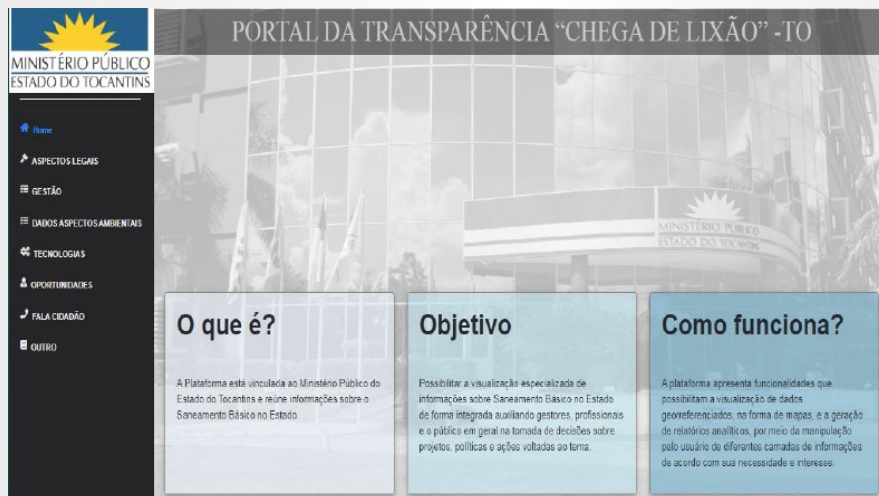 PORTAL DA TRANSPARÊNCIA “CHEGA DE LIXÃO” -TO
MINISTÉRIO PÚBLICO
ESTADO DO TOCANTINS
Home
ASPECTOS LEGAIS
GESTÃO
DADOS ASPECTOS AMBIENTAIS
TECNOLOGIAS
OPORTUNIDADES
FALA CIDADÃO
OUTRO
MINISTÉRIO PÚBLICO
ESTADO DO TOCANTINS
O que é?
A Plataforma está vinculada ao Ministério Público do
Estado do Tocantins e reúne informações sobre o
Saneamento Básico no Estado.
Objetivo
Possibilitar a visualização especializada de
informações sobre Saneamento Básico no Estado
de forma integrada auxiliando gestores, profissionais
e o público em geral na tomada de decisões sobre
projetos, políticas e ações voltadas ao tema.
Como funciona?
A plataforma apresenta funcionalidades que
possibilitam a visualização de dados
georreferenciados, na forma de mapas, e a geração
de relatórios analíticos, por meio da manipulação
pelo usuário de diferentes camadas de informações
de acordo com sua necessidade e interesse.